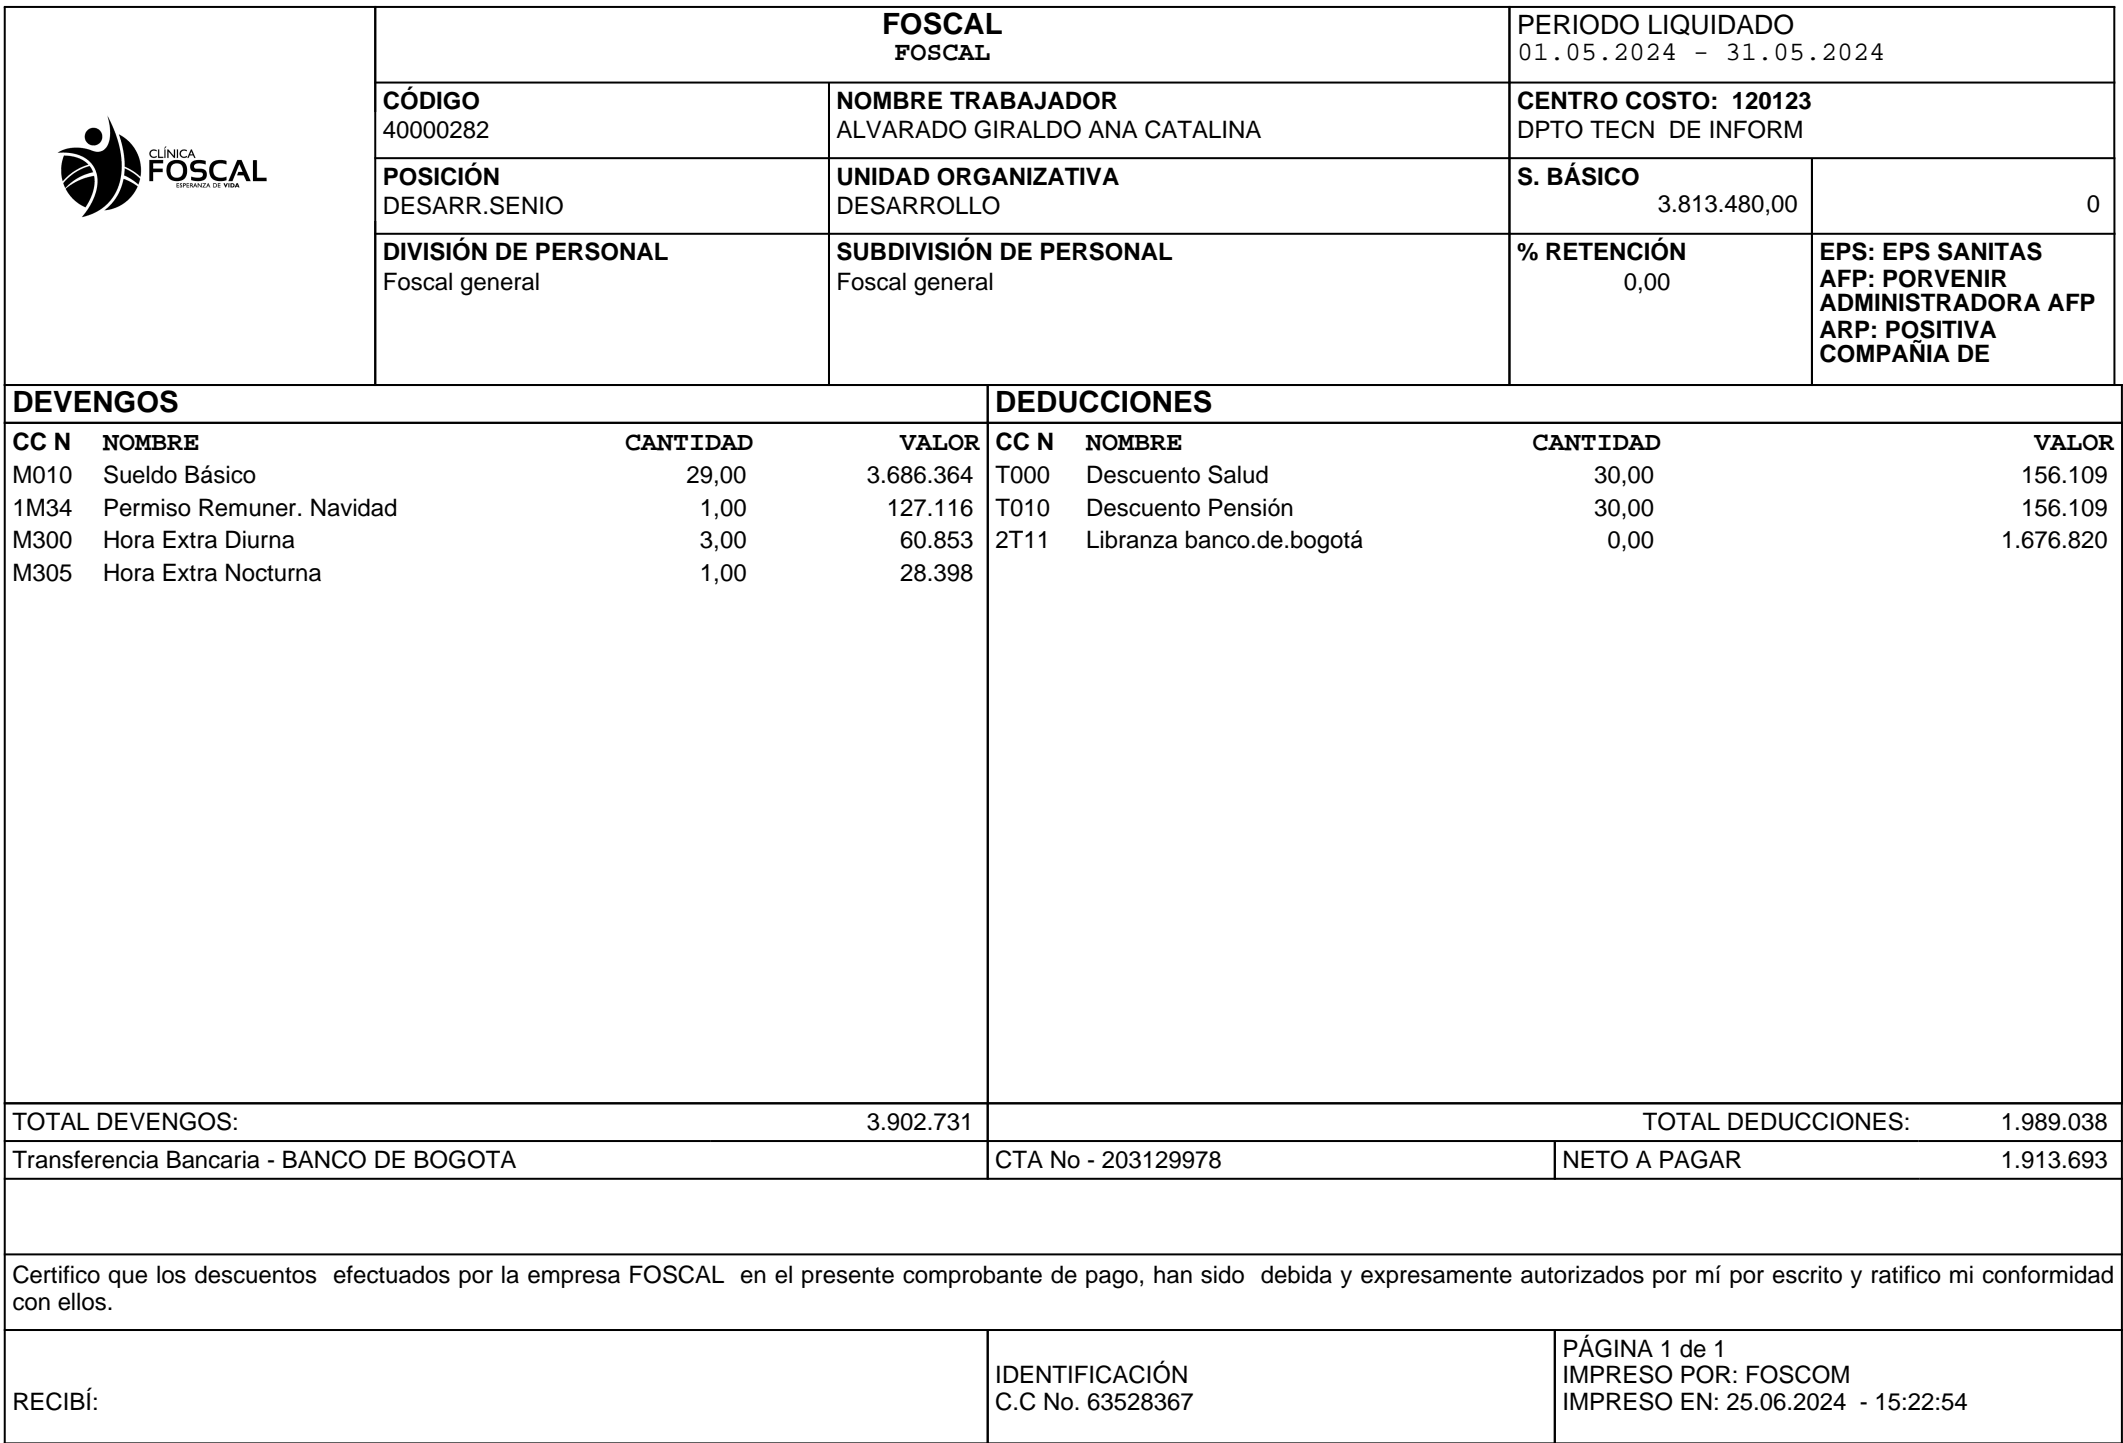 FOSCAL
FOSCAL
PERIODO LIQUIDADO
01.05.2024 - 31.05.2024
CLÍNICA
FOSCAL
ESPERANZA DE VIDA
CÓDIGO
40000282
NOMBRE TRABAJADOR
ALVARADO GIRALDO ANA CATALINA
CENTRO COSTO: 120123
DPTO TECN DE INFORM
POSICIÓN
DESARR.SENIO
UNIDAD ORGANIZATIVA
DESARROLLO
S. BÁSICO
3.813.480,00
0
DIVISIÓN DE PERSONAL
Foscal general
SUBDIVISIÓN DE PERSONAL
Foscal general
% RETENCIÓN
0,00
EPS: EPS SANITAS
AFP: PORVENIR
ADMINISTRADORA AFP
ARP: POSITIVA
COMPAÑIA DE
DEVENGOS
CC N NOMBRE CANTIDAD VALOR
M010 Sueldo Básico 29,00 3.686.364
1M34 Permiso Remuner. Navidad 1,00 127.116
M300 Hora Extra Diurna 3,00 60.853
M305 Hora Extra Nocturna 1,00 28.398
DEDUCCIONES
CC N NOMBRE CANTIDAD VALOR
T000 Descuento Salud 30,00 156.109
T010 Descuento Pensión 30,00 156.109
2T11 Libranza banco.de.bogotá 0,00 1.676.820
TOTAL DEVENGOS: 3.902.731
TOTAL DEDUCCIONES: 1.989.038
Transferencia Bancaria - BANCO DE BOGOTA
CTA No - 203129978
NETO A PAGAR 1.913.693
Certifico que los descuentos efectuados por la empresa FOSCAL en el presente comprobante de pago, han sido debida y expresamente autorizados por mí por escrito y ratifico mi conformidad
con ellos.
RECIBÍ:
IDENTIFICACIÓN
C.C No. 63528367
PÁGINA 1 de 1
IMPRESO POR: FOSCOM
IMPRESO EN: 25.06.2024 - 15:22:54